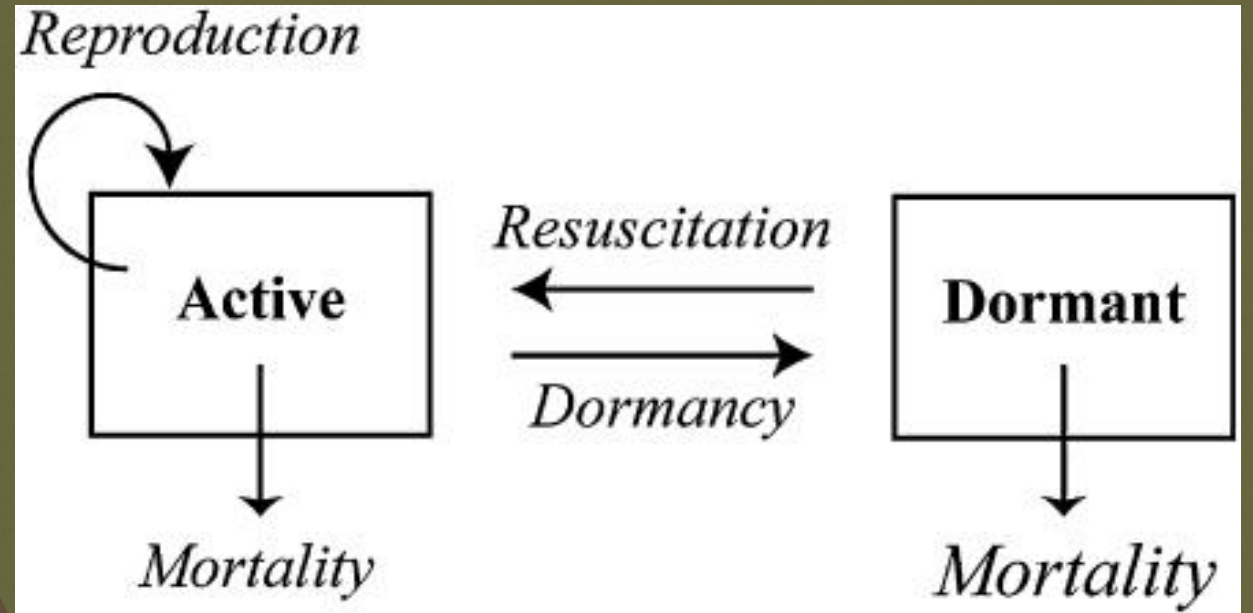 Reproduction
Resuscitation
Active
Dormant
Dormancy
Mortality
Mortality